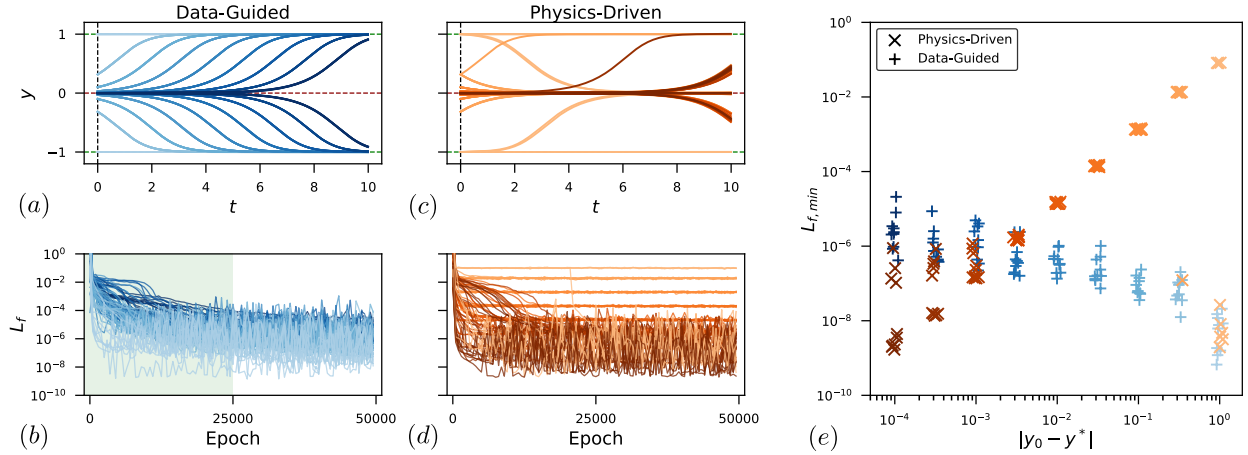 Data-Guided
Physics-Driven
1
0
−1
y
0 2 4 6 8 10
t
(a)
0 2 4 6 8 10
t
(c)
10^0
10^−2
10^−4
10^−6
10^−8
10^−10
L_f
0 25000 50000
Epoch
(b)
0 25000 50000
Epoch
(d)
Physics-Driven
Data-Guided
10^0
10^−2
10^−4
10^−6
10^−8
10^−10
L_{f,min}
10^−4 10^−3 10^−2 10^−1 10^0
|y_0 − y^*|
(e)